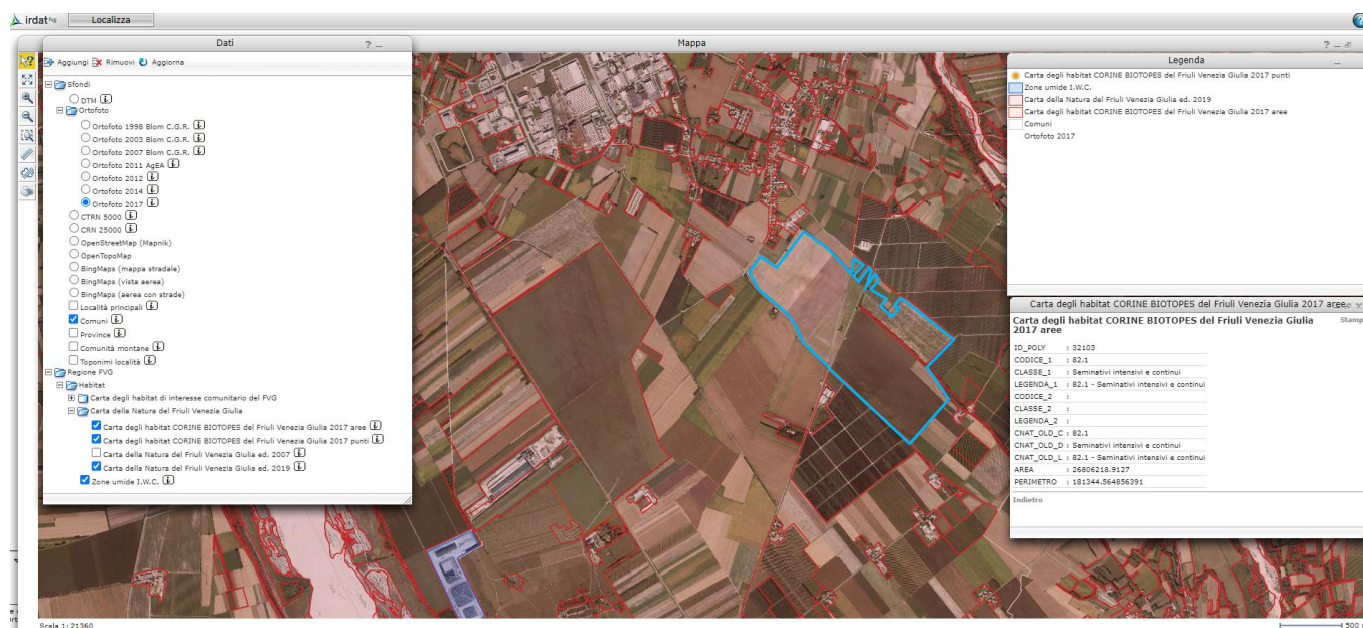 irdat fvg
Localizza
Dati
? _
Aggiungi Rimuovi Aggiorna
Sfondi
DTM
Ortofoto
Ortofoto 1998 Blom C.G.R.
Ortofoto 2003 Blom C.G.R.
Ortofoto 2007 Blom C.G.R.
Ortofoto 2011 AgEA
Ortofoto 2012
Ortofoto 2014
Ortofoto 2017
CTRN 5000
CRN 25000
OpenStreetMap (Mapnik)
OpenTopoMap
BingMaps (mappa stradale)
BingMaps (vista aerea)
BingMaps (aerea con strade)
Località principali
Comuni
Province
Comunità montane
Toponimi località
Regione FVG
Habitat
Carta degli habitat di interesse comunitario del FVG
Carta della Natura del Friuli Venezia Giulia
Carta degli habitat CORINE BIOTOPES del Friuli Venezia Giulia 2017 aree
Carta degli habitat CORINE BIOTOPES del Friuli Venezia Giulia 2017 punti
Carta della Natura del Friuli Venezia Giulia ed. 2007
Carta della Natura del Friuli Venezia Giulia ed. 2019
Zone umide I.W.C.
Mappa
SUAP
Legenda
Carta degli habitat CORINE BIOTOPES del Friuli Venezia Giulia 2017 punti
Zone umide I.W.C.
Carta della Natura del Friuli Venezia Giulia ed. 2019
Carta degli habitat CORINE BIOTOPES del Friuli Venezia Giulia 2017 aree
Comuni
Ortofoto 2017
Carta degli habitat CORINE BIOTOPES del Friuli Venezia Giulia 2017 aree
Carta degli habitat CORINE BIOTOPES del Friuli Venezia Giulia 2017 aree
Stamp
ID_POLY : 32103
CODICE_1 : 82.1
CLASSE_1 : Seminativi intensivi e continui
LEGENDA_1 : 82.1 - Seminativi intensivi e continui
CODICE_2 :
CLASSE_2 :
LEGENDA_2 :
CNAT_OLD_C : 82.1
CNAT_OLD_D : Seminativi intensivi e continui
CNAT_OLD_L : 82.1 - Seminativi intensivi e continui
AREA : 26806218.9127
PERIMETRO : 181344.564856391
Indietro
Scala 1:21360
500